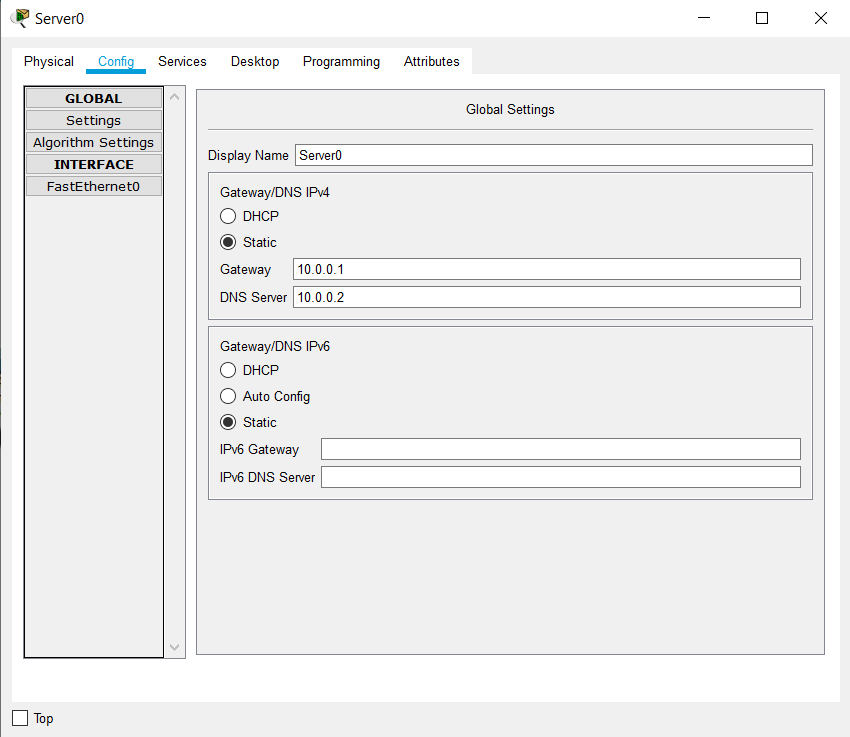 Server0
Physical Config Services Desktop Programming Attributes
GLOBAL
Settings
Algorithm Settings
INTERFACE
FastEthernet0
Global Settings
Display Name Server0
Gateway/DNS IPv4
DHCP
Static
Gateway 10.0.0.1
DNS Server 10.0.0.2
Gateway/DNS IPv6
DHCP
Auto Config
Static
IPv6 Gateway
IPv6 DNS Server
Top